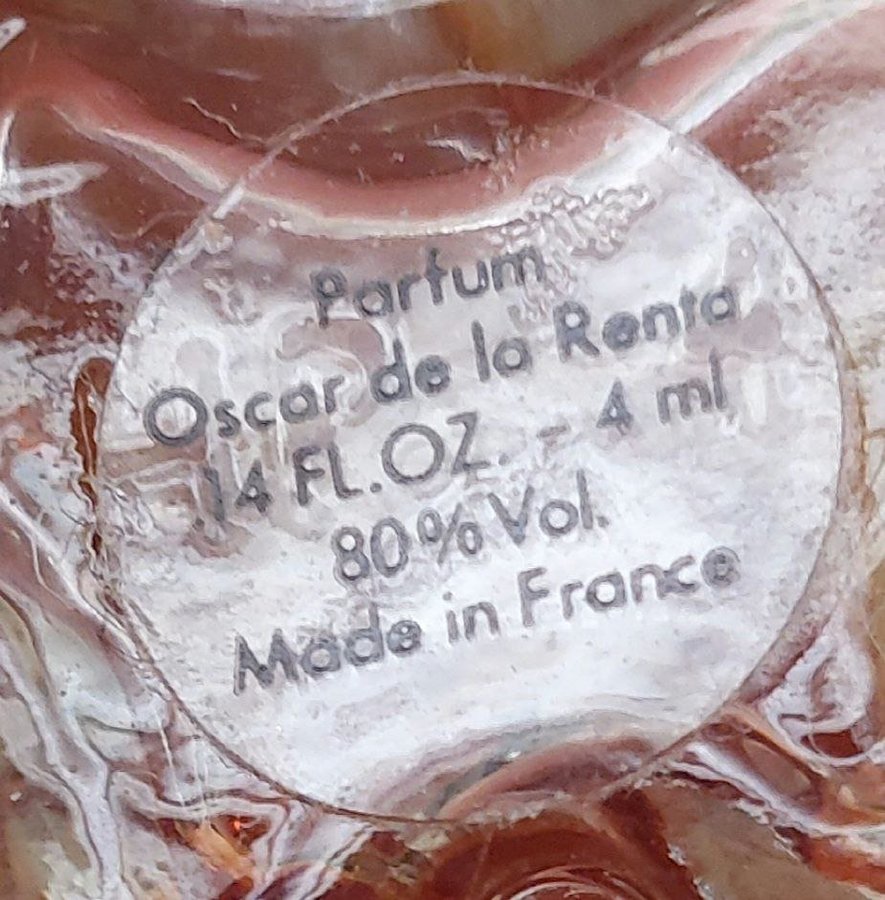 Parfum
Oscar de la Renta
.14 FL.OZ. - 4 ml
80% Vol.
Made in France